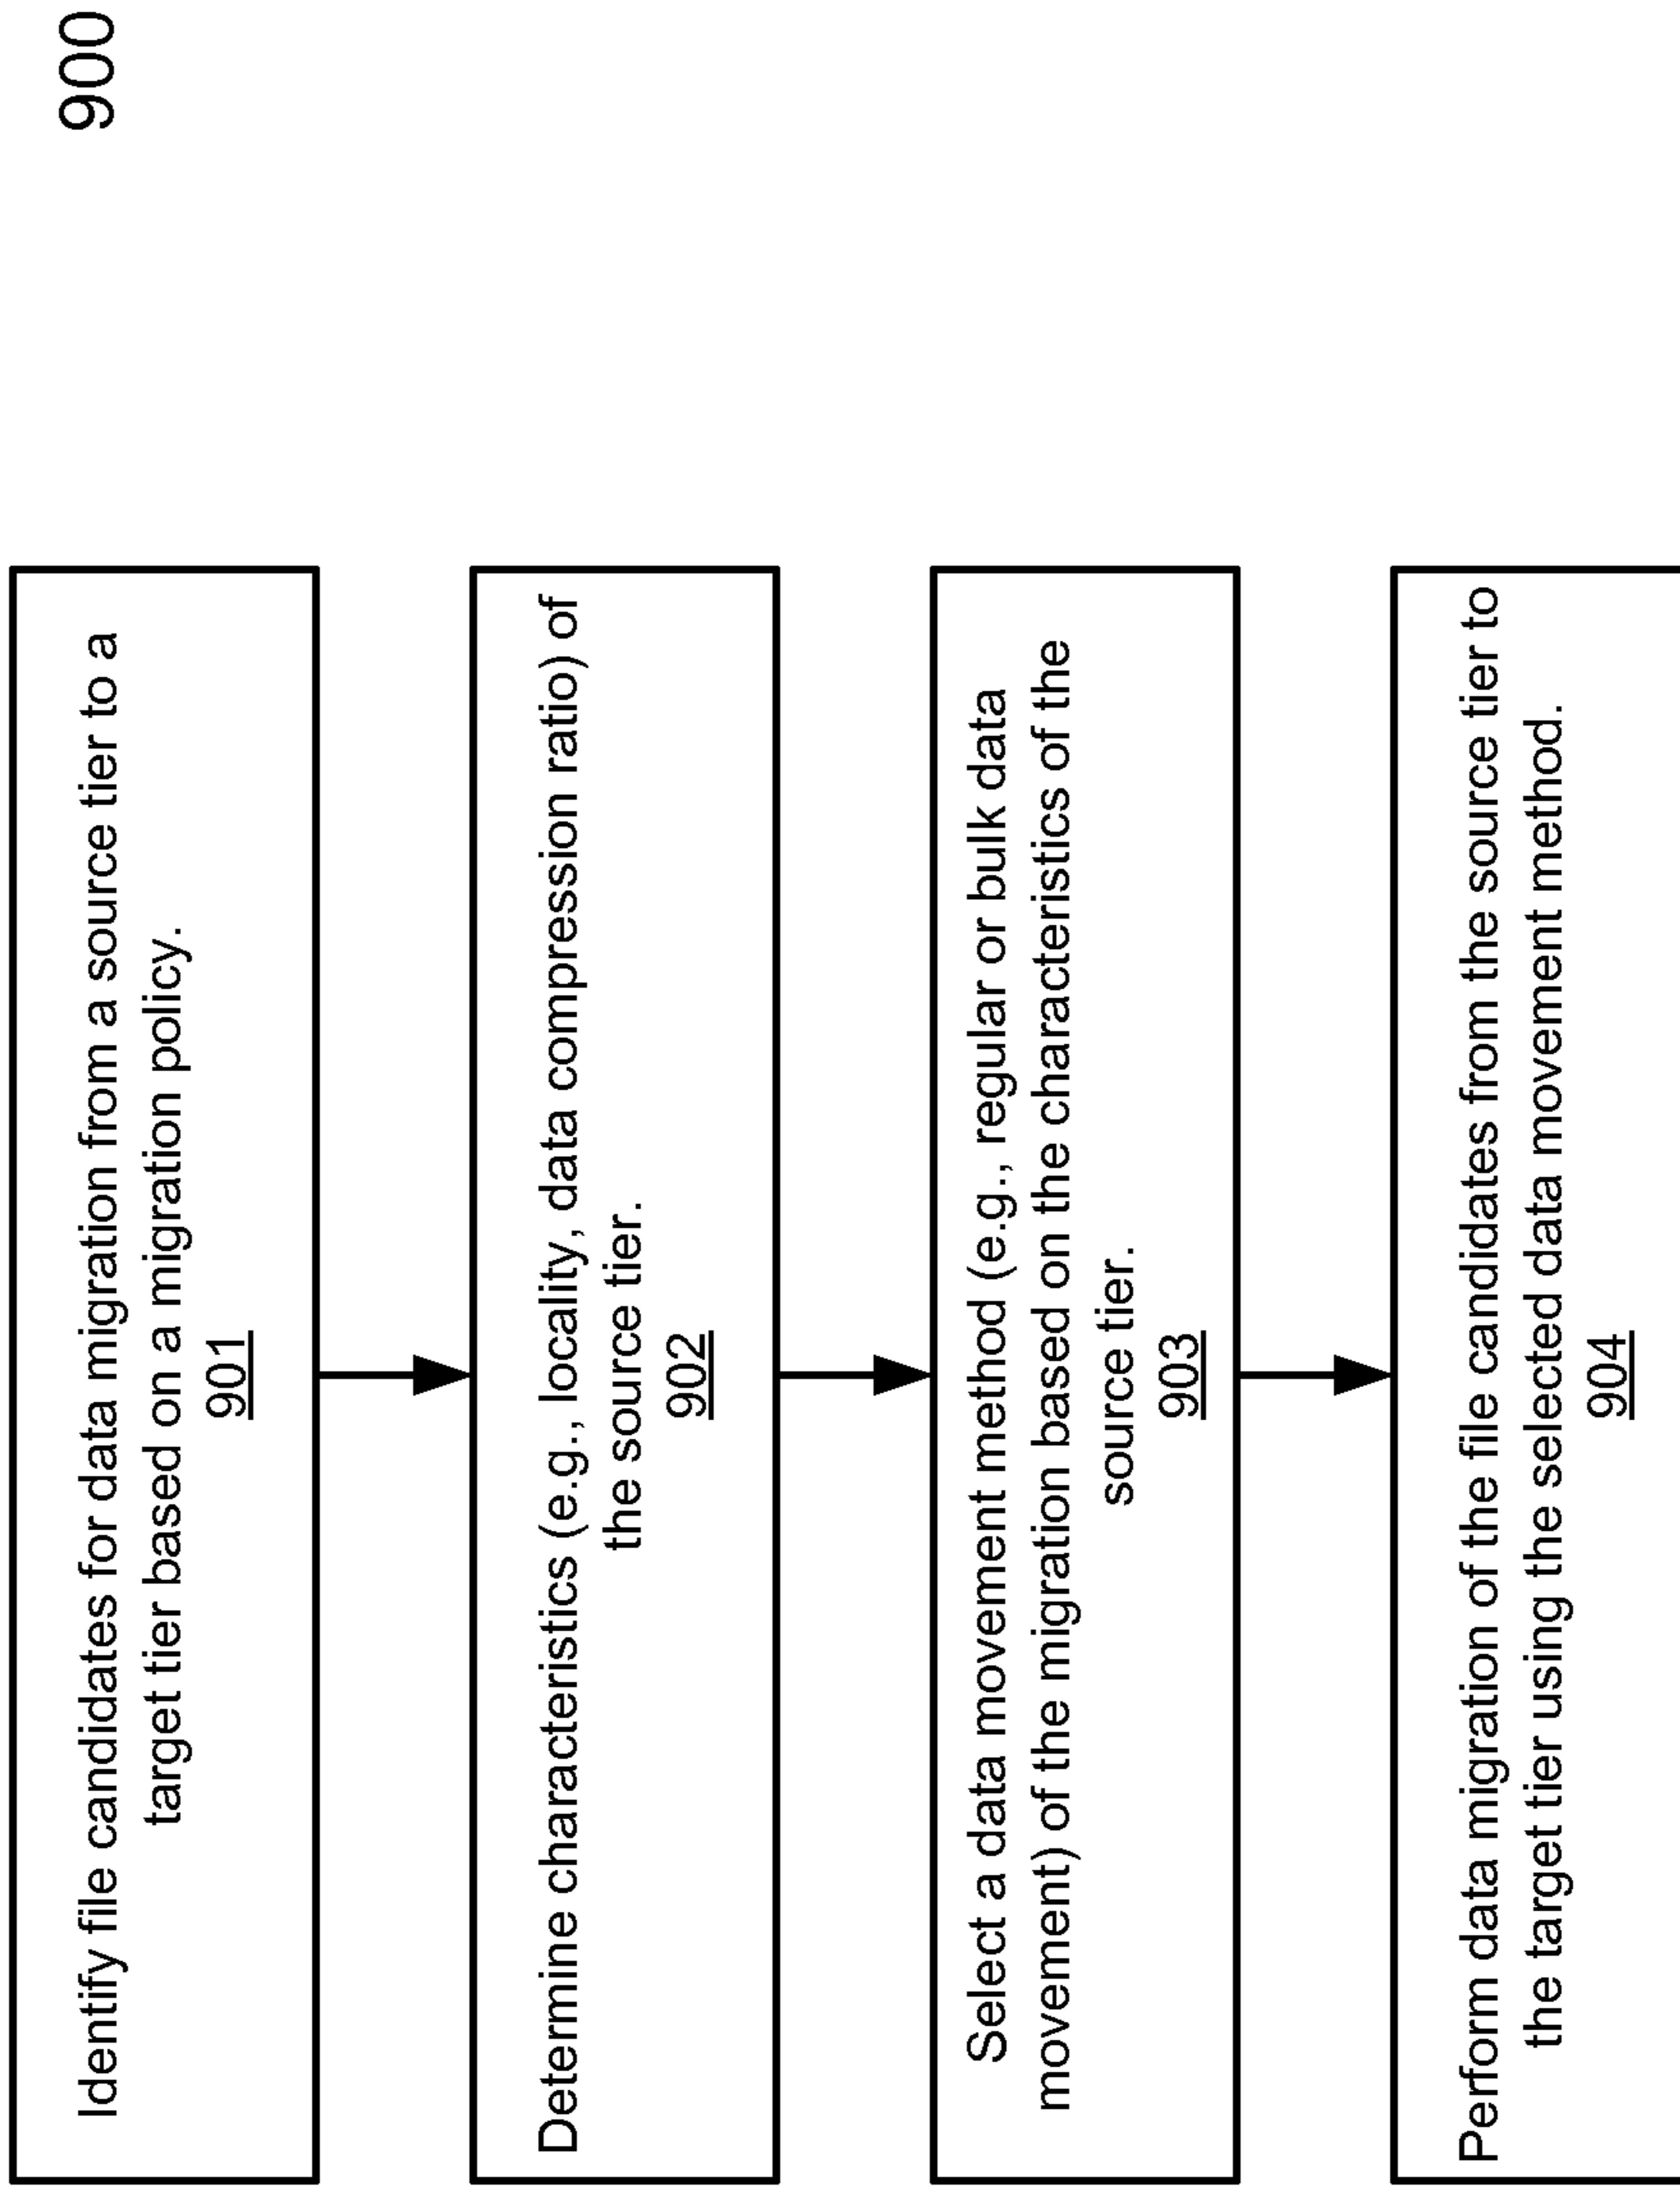 900
Identify file candidates for data migration from a source tier to a
target tier based on a migration policy.
901
Determine characteristics (e.g., locality, data compression ratio) of
the source tier.
902
Select a data movement method (e.g., regular or bulk data
movement) of the migration based on the characteristics of the
source tier.
903
Perform data migration of the file candidates from the source tier to
the target tier using the selected data movement method.
904